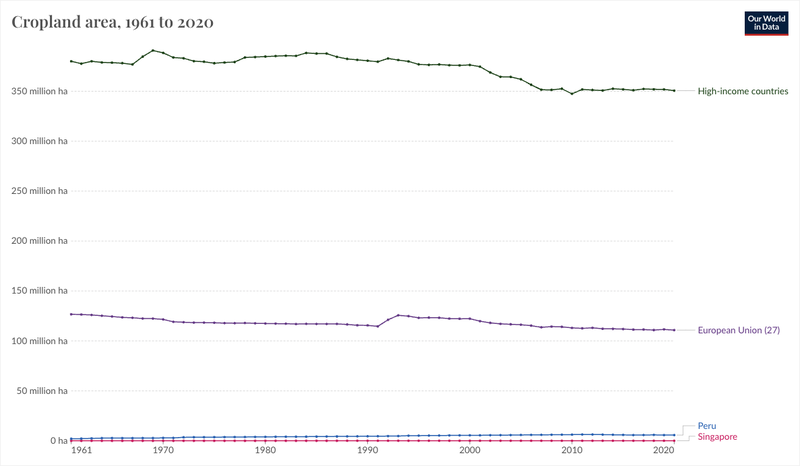 Cropland area, 1961 to 2020
Our World
in Data
350 million ha
300 million ha
250 million ha
200 million ha
150 million ha
100 million ha
50 million ha
0 ha
1961
1970
1980
1990
2000
2010
2020
High-income countries
European Union (27)
Peru
Singapore